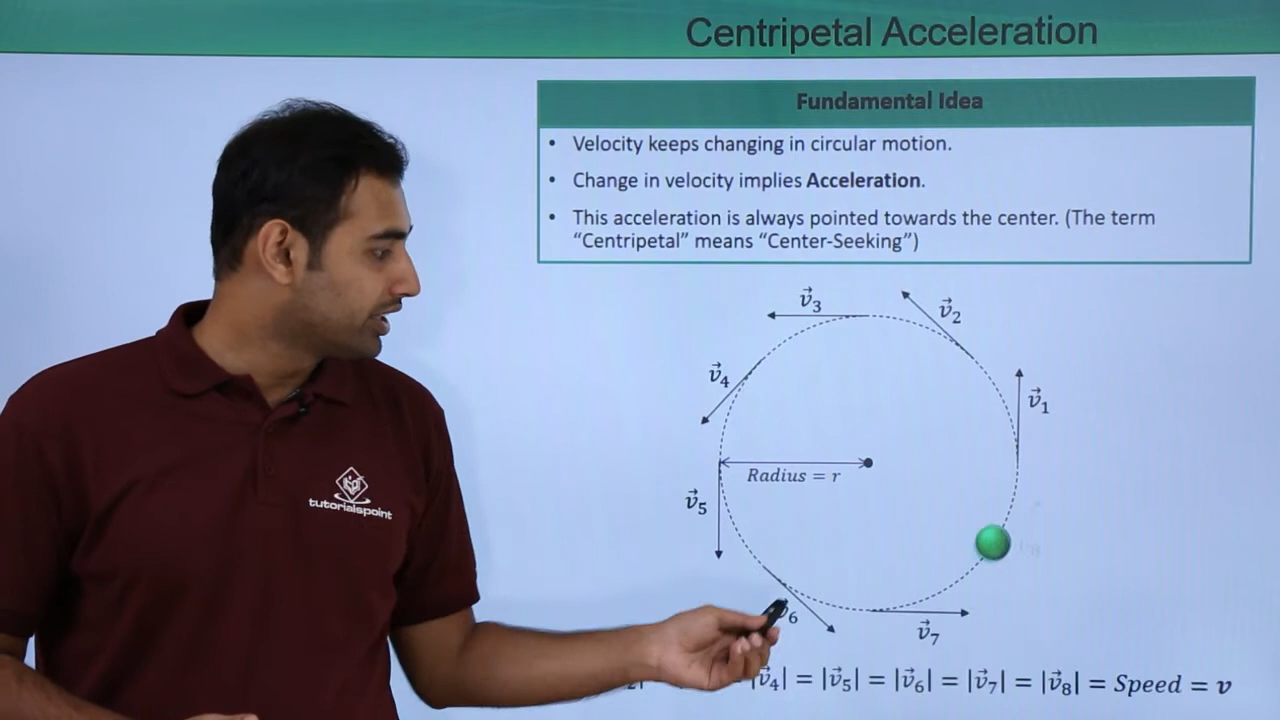 Centripetal Acceleration
Fundamental Idea
• Velocity keeps changing in circular motion.
• Change in velocity implies Acceleration.
• This acceleration is always pointed towards the center. (The term
“Centripetal” means “Center-Seeking”)
v⃗₃
v⃗₂
v⃗₄
v⃗₁
Radius = r
v⃗₅
tutorialspoint
v⃗₇
|v⃗₄| = |v⃗₅| = |v⃗₆| = |v⃗₇| = |v⃗₈| = Speed = v